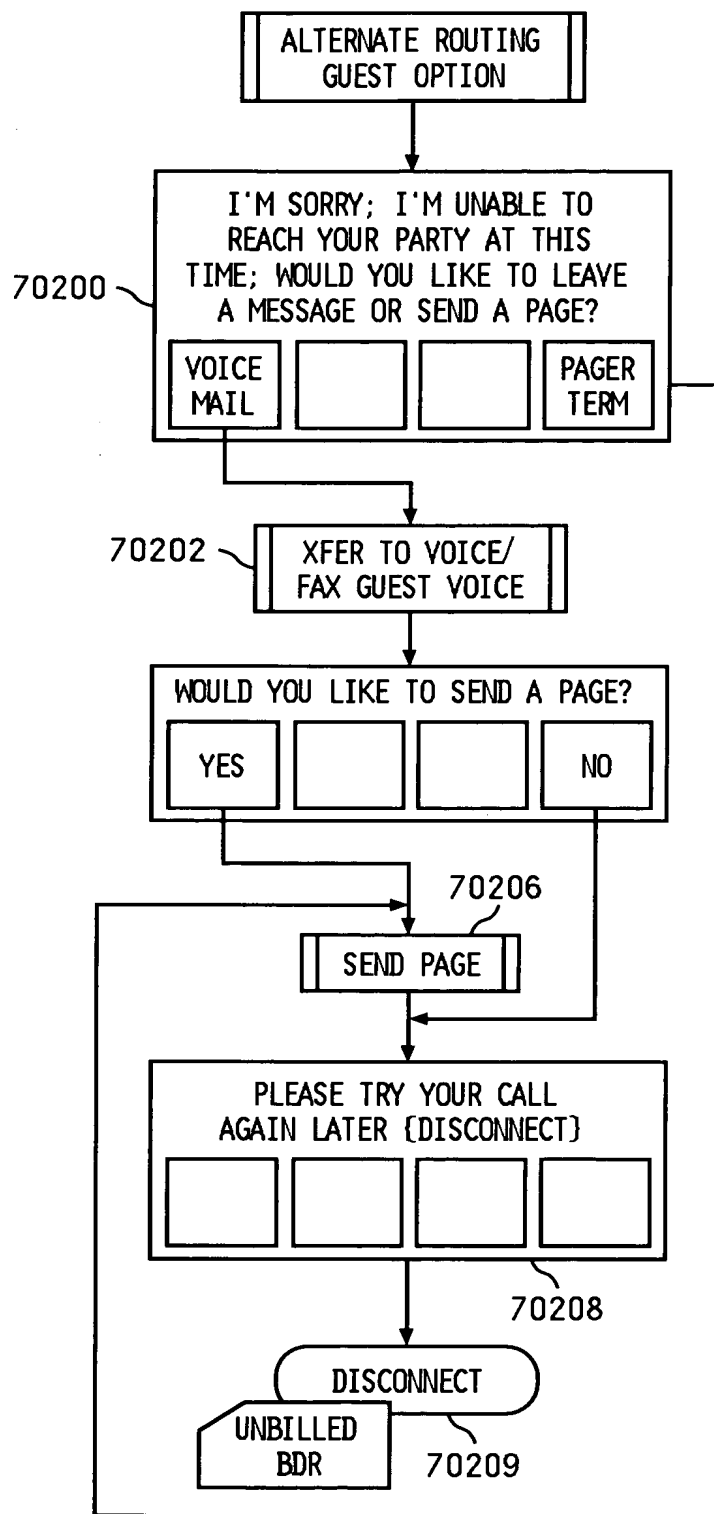 ALTERNATE ROUTING
GUEST OPTION
I'M SORRY; I'M UNABLE TO
REACH YOUR PARTY AT THIS
TIME; WOULD YOU LIKE TO LEAVE
A MESSAGE OR SEND A PAGE?
70200
VOICE
MAIL
PAGER
TERM
70202
XFER TO VOICE/
FAX GUEST VOICE
WOULD YOU LIKE TO SEND A PAGE?
YES
NO
70206
SEND PAGE
PLEASE TRY YOUR CALL
AGAIN LATER {DISCONNECT}
70208
DISCONNECT
70209
UNBILLED
BDR